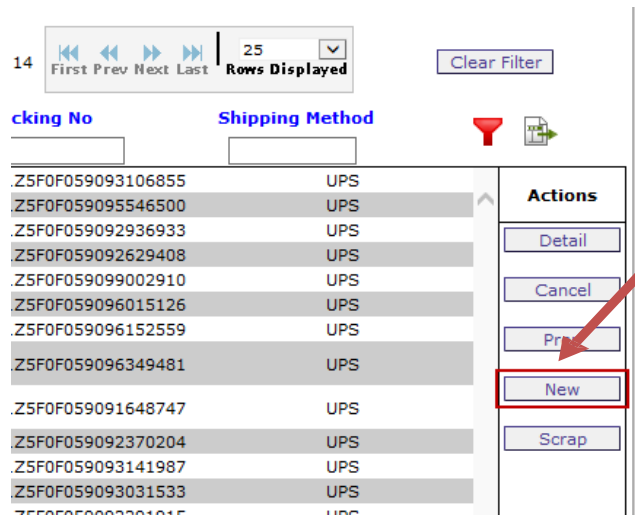 14 First Prev Next Last 25 Rows Displayed Clear Filter
cking No Shipping Method
Actions
.Z5F0F059093106855 UPS
.Z5F0F059095546500 UPS
Detail
.Z5F0F059092936933 UPS
.Z5F0F059092629408 UPS
.Z5F0F059099002910 UPS
Cancel
.Z5F0F059096015126 UPS
.Z5F0F059096152559 UPS
.Z5F0F059096349481 UPS
New
.Z5F0F059091648747 UPS
.Z5F0F059092370204 UPS
Scrap
.Z5F0F059093141987 UPS
.Z5F0F059093031533 UPS